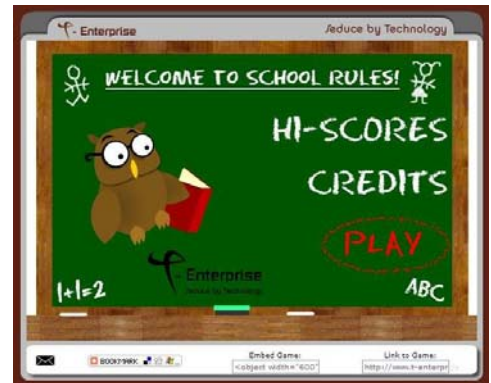 - Enterprise
Seduce by Technology
WELCOME TO SCHOOL RULES!
HI-SCORES
CREDITS
PLAY
- Enterprise
Seduce by Technology
1+1=2
ABC
BOOKMARK
Embed Game:
<object width="600"
Link to Game:
http://www.t-enterpr